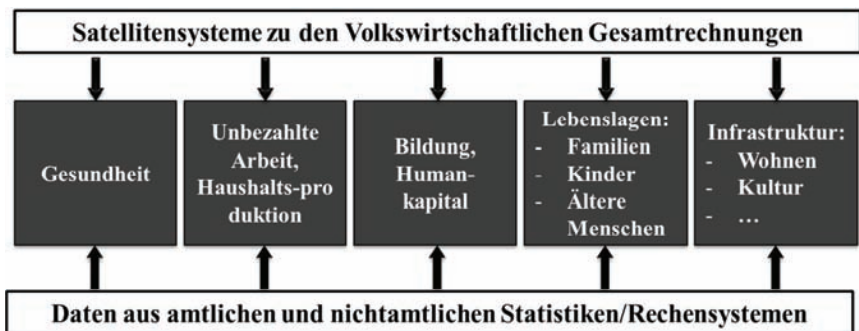 Satellitensysteme zu den Volkswirtschaftlichen Gesamtrechnungen
Gesundheit
Unbezahlte
Arbeit,
Haushalts-pro
duktion
Bildung,
Human-
kapital
Lebenslagen:
- Familien
- Kinder
- Ältere
Menschen
Infrastruktur:
- Wohnen
- Kultur
- …
Daten aus amtlichen und nichtamtlichen Statistiken/Rechensystemen